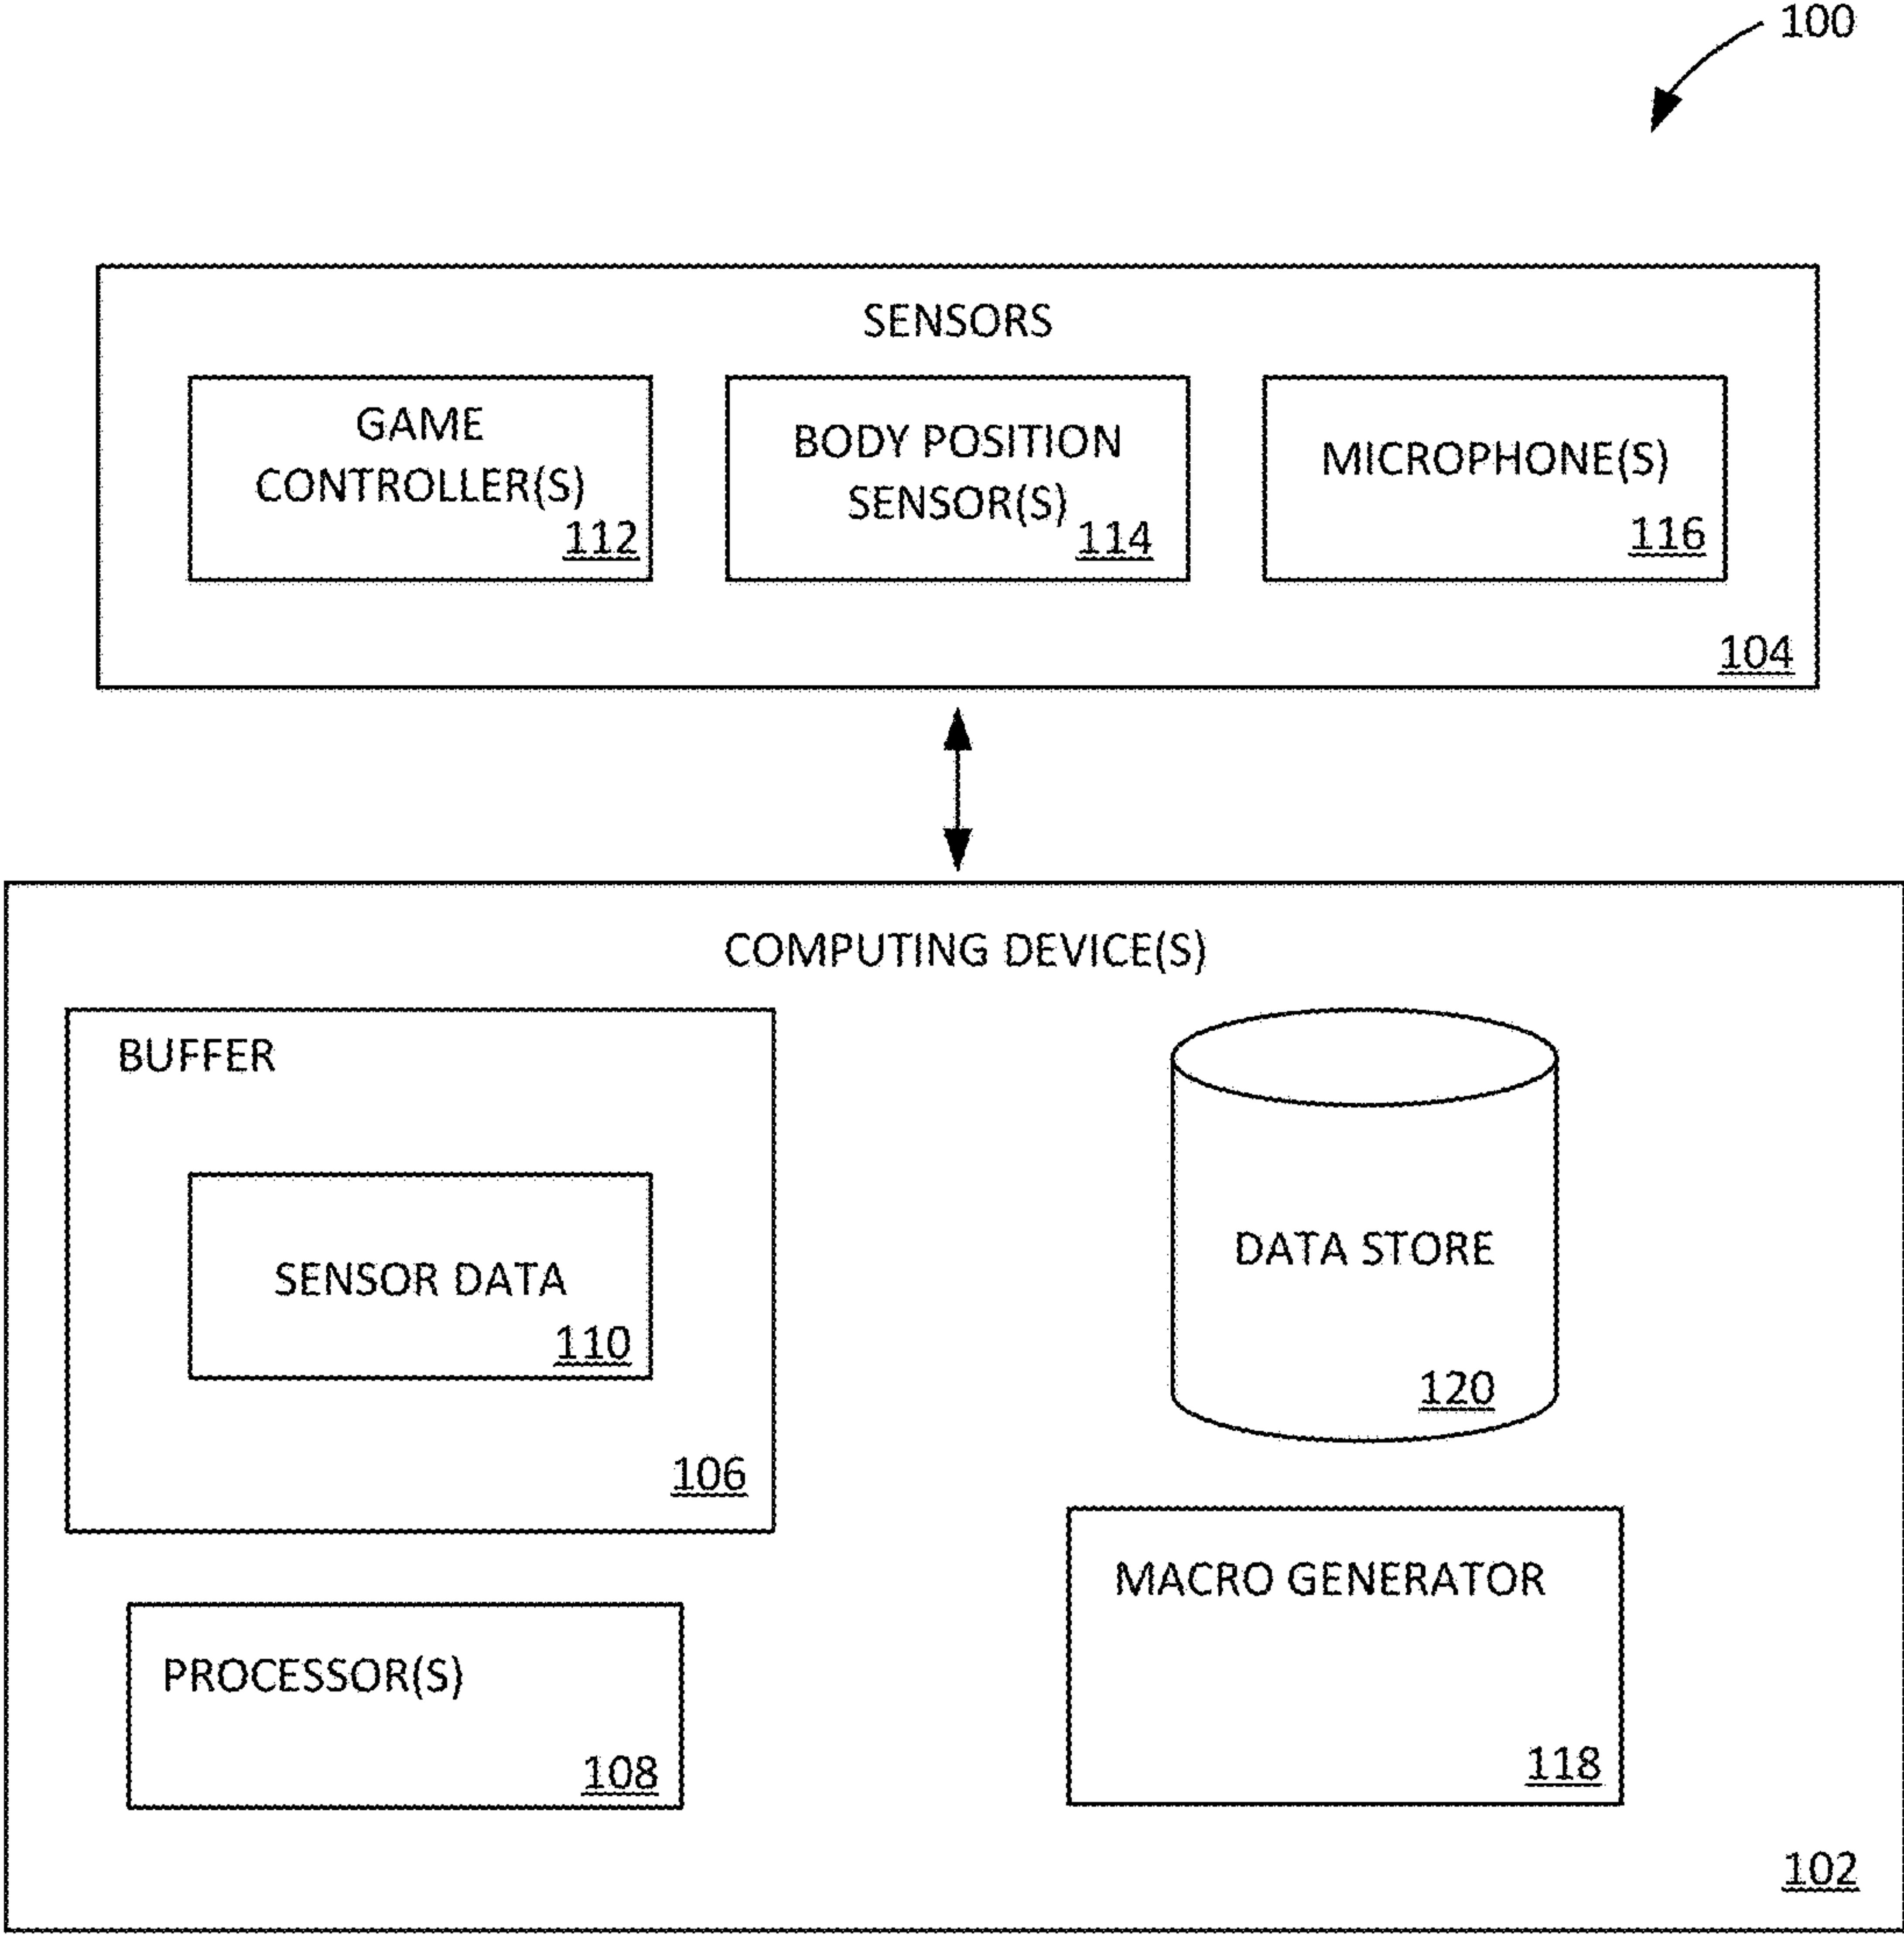 100
SENSORS
GAME
CONTROLLER(S)
112
BODY POSITION
SENSOR(S)
114
MICROPHONE(S)
116
104
COMPUTING DEVICE(S)
BUFFER
SENSOR DATA
110
106
DATA STORE
120
PROCESSOR(S)
108
MACRO GENERATOR
118
102